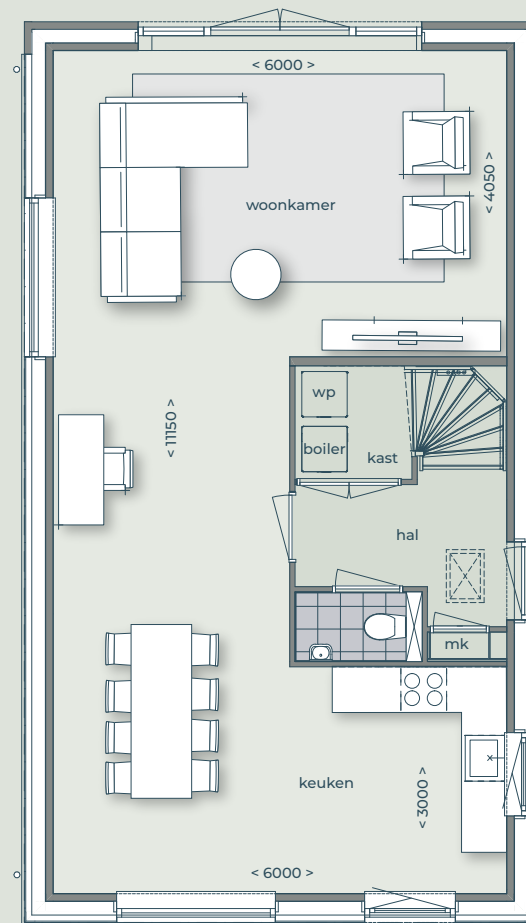 < 6000 >
< 4050 >
woonkamer
wp
< 11150 >
boiler
kast
hal
mk
keuken
< 3000 >
< 6000 >